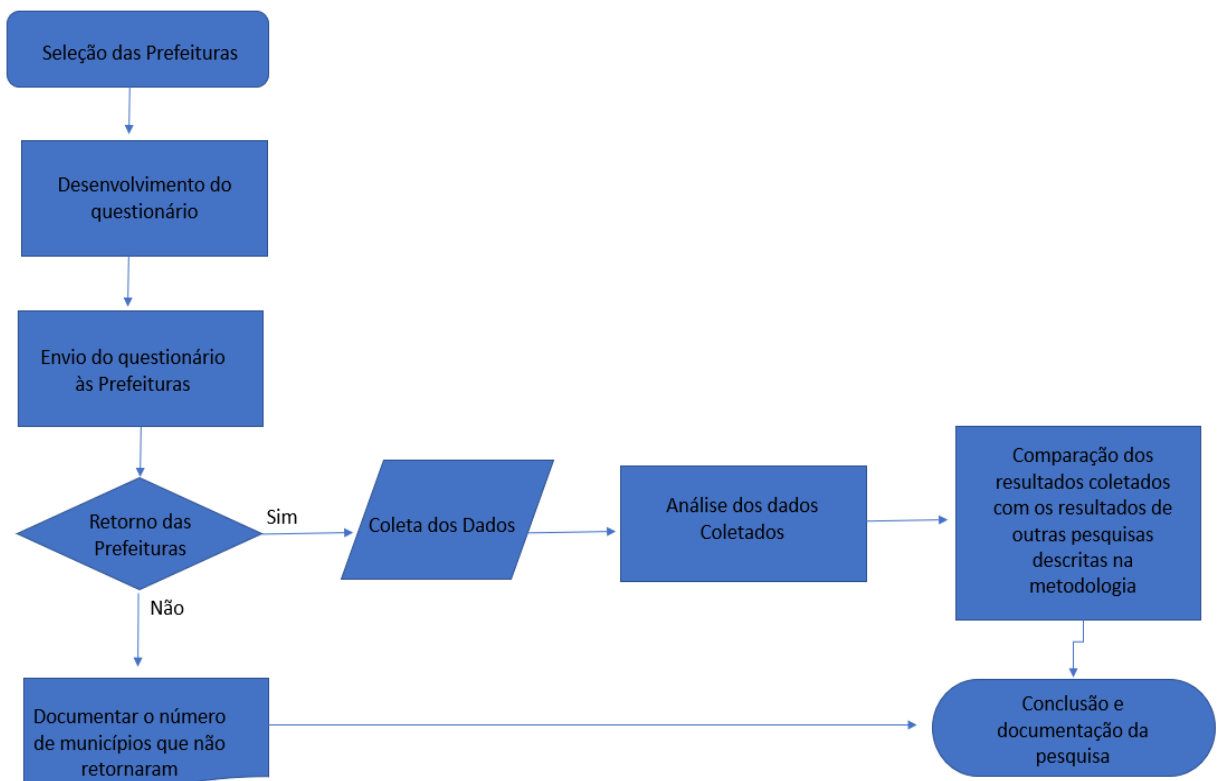 Seleção das Prefeituras
Desenvolvimento do
questionário
Envio do questionário
às Prefeituras
Retorno das
Prefeituras
Sim
Não
Coleta dos Dados
Análise dos dados
Coletados
Comparação dos
resultados coletados
com os resultados de
outras pesquisas
descritas na
metodologia
Documentar o número
de municípios que não
retornaram
Conclusão e
documentação da
pesquisa